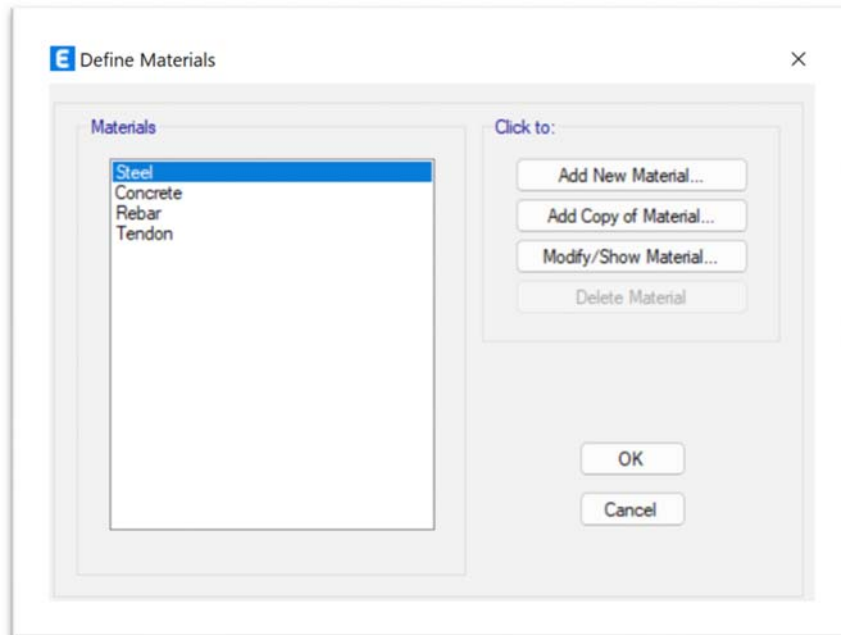 E Define Materials
Materials
Steel
Concrete
Rebar
Tendon
Click to:
Add New Material...
Add Copy of Material...
Modify/Show Material...
Delete Material
OK
Cancel